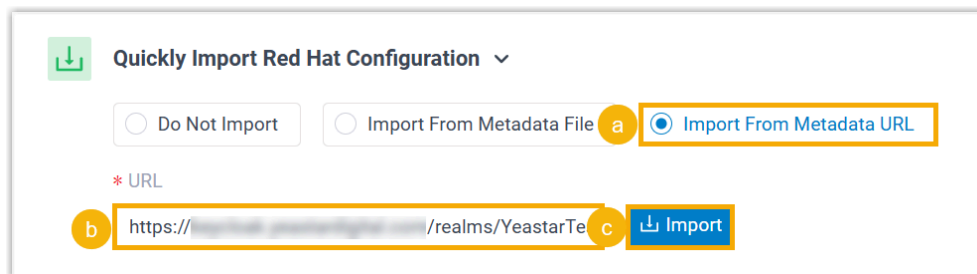 Quickly Import Red Hat Configuration
Do Not Import
Import From Metadata File
a
Import From Metadata URL
* URL
b
https:// /realms/YeastarTe
c
Import